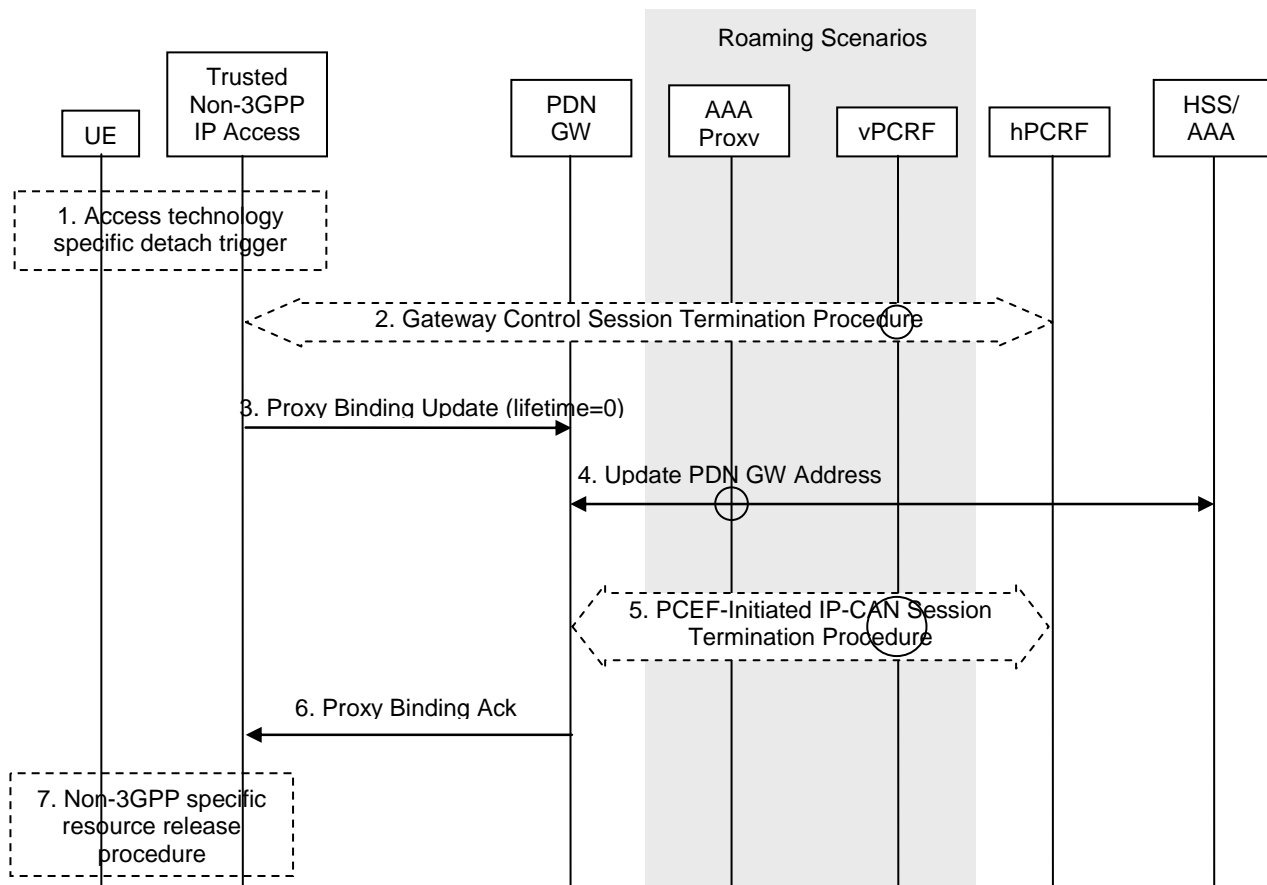 Roaming Scenarios
UE
Trusted
Non-3GPP
IP Access
PDN
GW
AAA
Proxy
vPCRF
hPCRF
HSS/
AAA
1. Access technology
specific detach trigger
2. Gateway Control Session Termination Procedure
3. Proxy Binding Update (lifetime=0)
4. Update PDN GW Address
5. PCEF-Initiated IP-CAN Session
Termination Procedure
6. Proxy Binding Ack
7. Non-3GPP specific
resource release
procedure